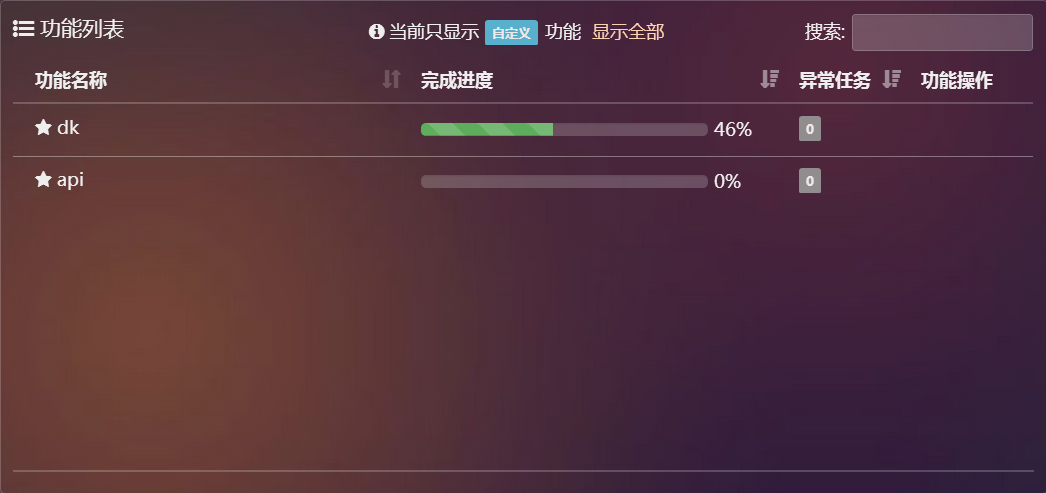 功能列表 当前只显示 自定义 功能 显示全部 搜索:
功能名称 完成进度 异常任务 功能操作
dk 46% 0
api 0% 0